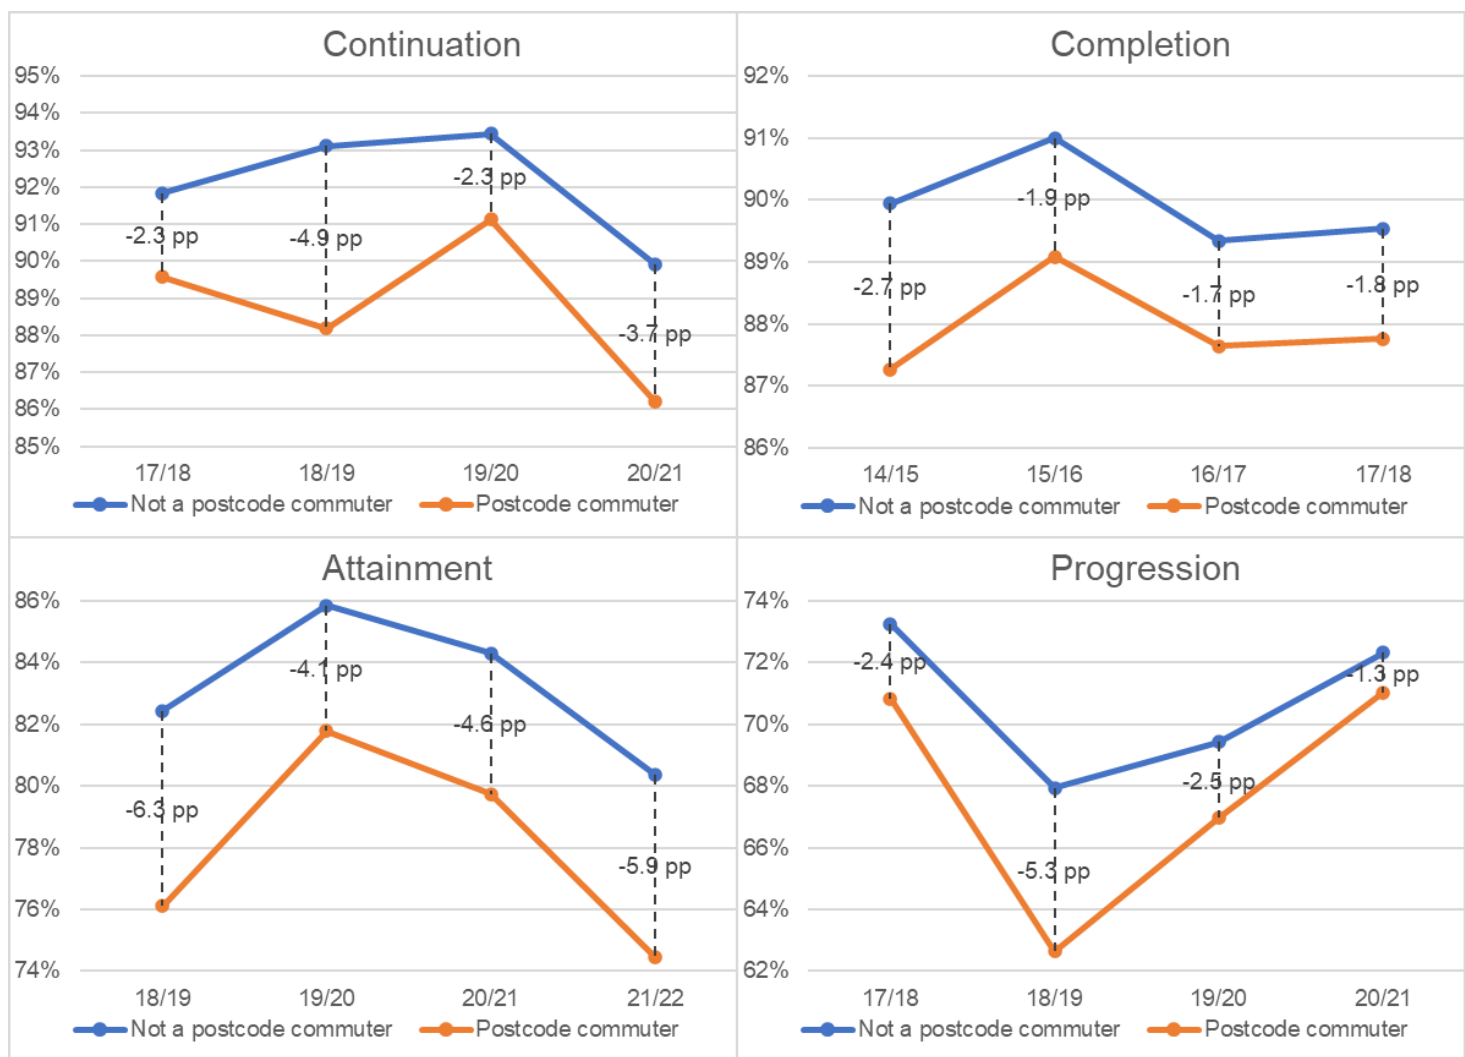 Continuation
95%
94%
93%
92%
91%
90%
89%
88%
87%
86%
85%
-2.3 pp
-4.9 pp
-2.3 pp
-3.7 pp
17/18 18/19 19/20 20/21
Not a postcode commuter Postcode commuter
Completion
92%
91%
90%
89%
88%
87%
86%
-2.7 pp
-1.9 pp
-1.7 pp
-1.8 pp
14/15 15/16 16/17 17/18
Not a postcode commuter Postcode commuter
Attainment
86%
84%
82%
80%
78%
76%
74%
-6.3 pp
-4.1 pp
-4.6 pp
-5.9 pp
18/19 19/20 20/21 21/22
Not a postcode commuter Postcode commuter
Progression
74%
72%
70%
68%
66%
64%
62%
-2.4 pp
-5.3 pp
-2.5 pp
-1.3 pp
17/18 18/19 19/20 20/21
Not a postcode commuter Postcode commuter